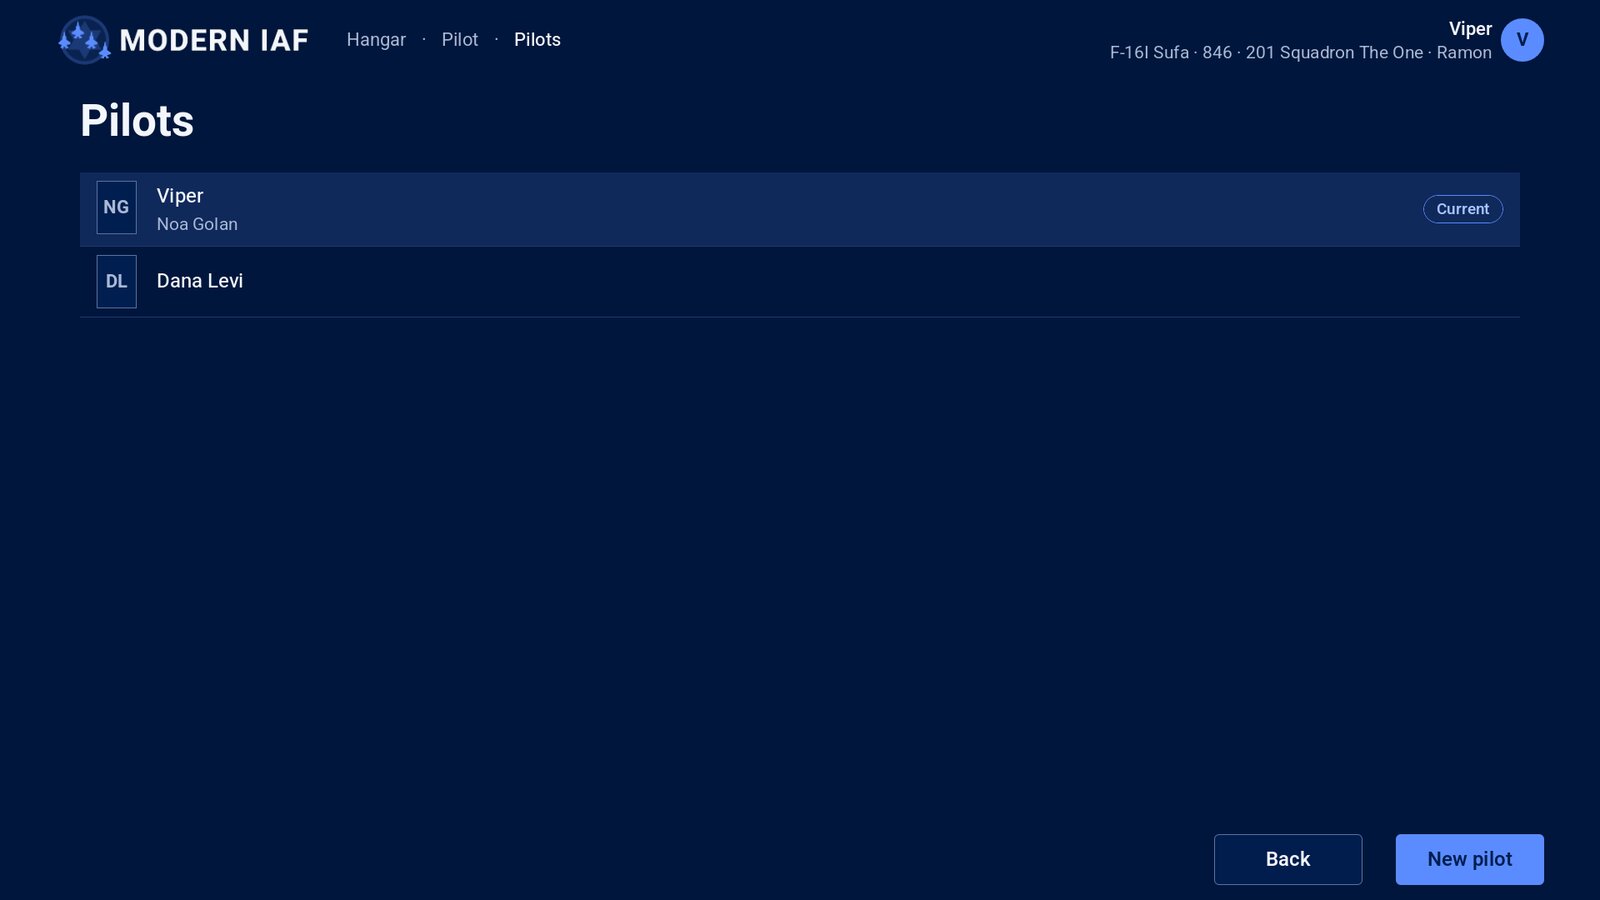 MODERN IAF
Hangar · Pilot · Pilots
Viper
F-16I Sufa · 846 · 201 Squadron The One · Ramon
V
Pilots
NG
Viper
Noa Golan
Current
DL
Dana Levi
Back
New pilot